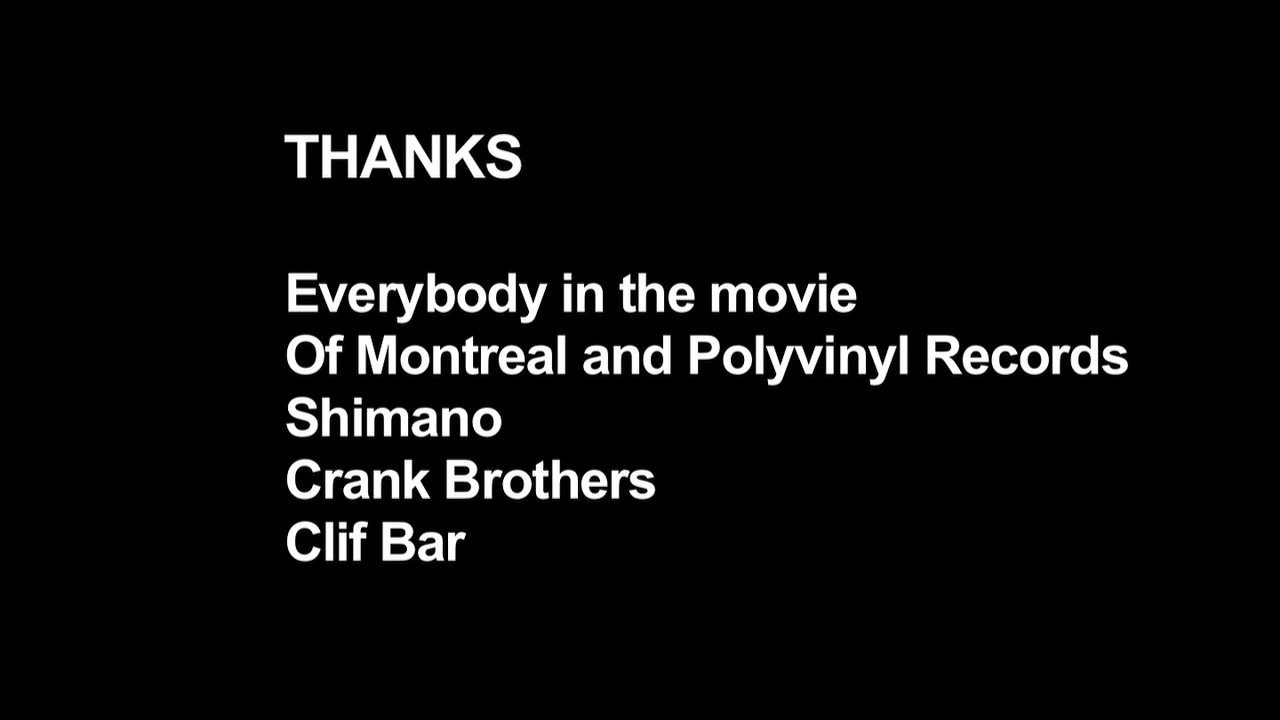 THANKS
Everybody in the movie
Of Montreal and Polyvinyl Records
Shimano
Crank Brothers
Clif Bar